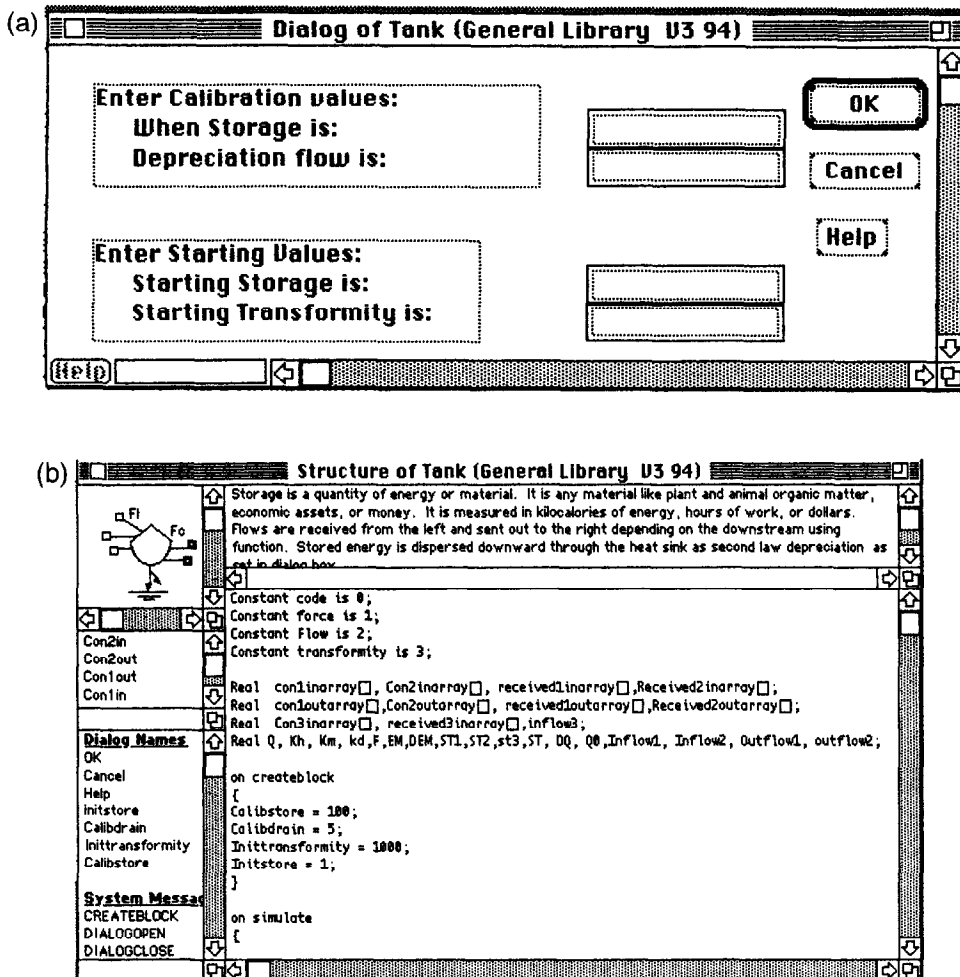 (a)
Dialog of Tank (General Library V3 94)
Enter Calibration values:
When Storage is:
Depreciation flow is:
OK
Cancel
Help
Enter Starting Values:
Starting Storage is:
Starting Transformity is:
Help
(b)
Structure of Tank (General Library V3 94)
FI
Fo
Storage is a quantity of energy or material. It is any material like plant and animal organic matter,
economic assets, or money. It is measured in kilocalories of energy, hours of work, or dollars.
Flows are received from the left and sent out to the right depending on the downstream using
function. Stored energy is dispersed downward through the heat sink as second law depreciation as
set in dialog box
Constant code is 0;
Constant force is 1;
Constant Flow is 2;
Constant transformity is 3;
Con2in
Con2out
Con1out
Con1in
Real con1inarray[], Con2inarray[], received1inarray[],Received2inarray[];
Real con1outarray[],Con2outarray[], received1outarray[],Received2outarray[];
Real Con3inarray[], received3inarray[],inflow3;
Real Q, Kh, Km, kd,F,EM,DEM,ST1,ST2,st3,ST, DQ, Q0,Inflow1, Inflow2, Outflow1, outflow2;
Dialog Names
OK
Cancel
Help
Initstore
Calibdrain
Inittransformity
Calibstore
on createblock
{
Calibstore = 100;
Calibdrain = 5;
Inittransformity = 1000;
Initstore = 1;
}
System Messag
CREATEBLOCK
DIALOGOPEN
DIALOGCLOSE
on simulate
{